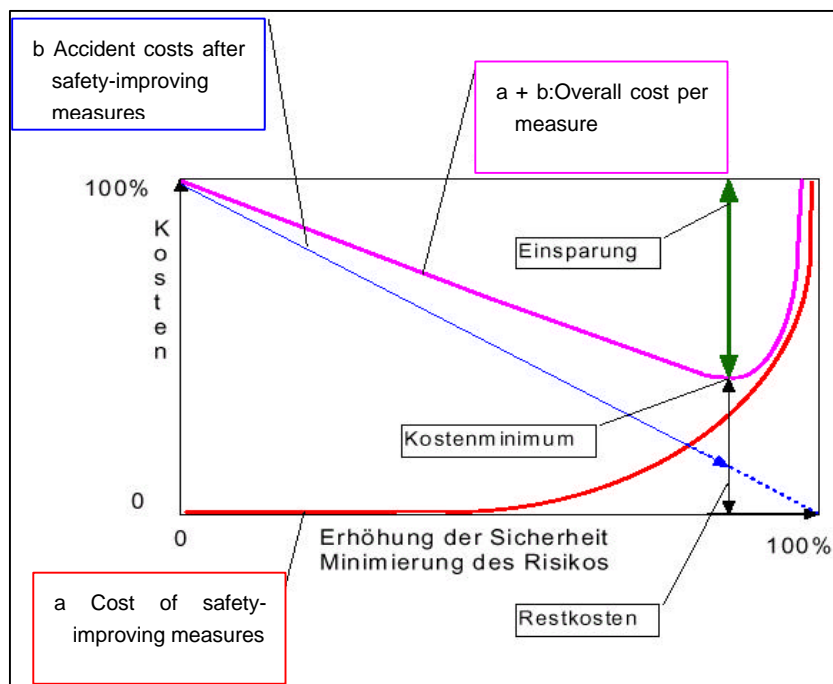 b Accident costs after
safety-improving
measures
a + b:Overall cost per
measure
100%
Kosten
Einsparung
Kostenminimum
0
0
Erhöhung der Sicherheit
Minimierung des Risikos
100%
a Cost of safety-
improving measures
Restkosten